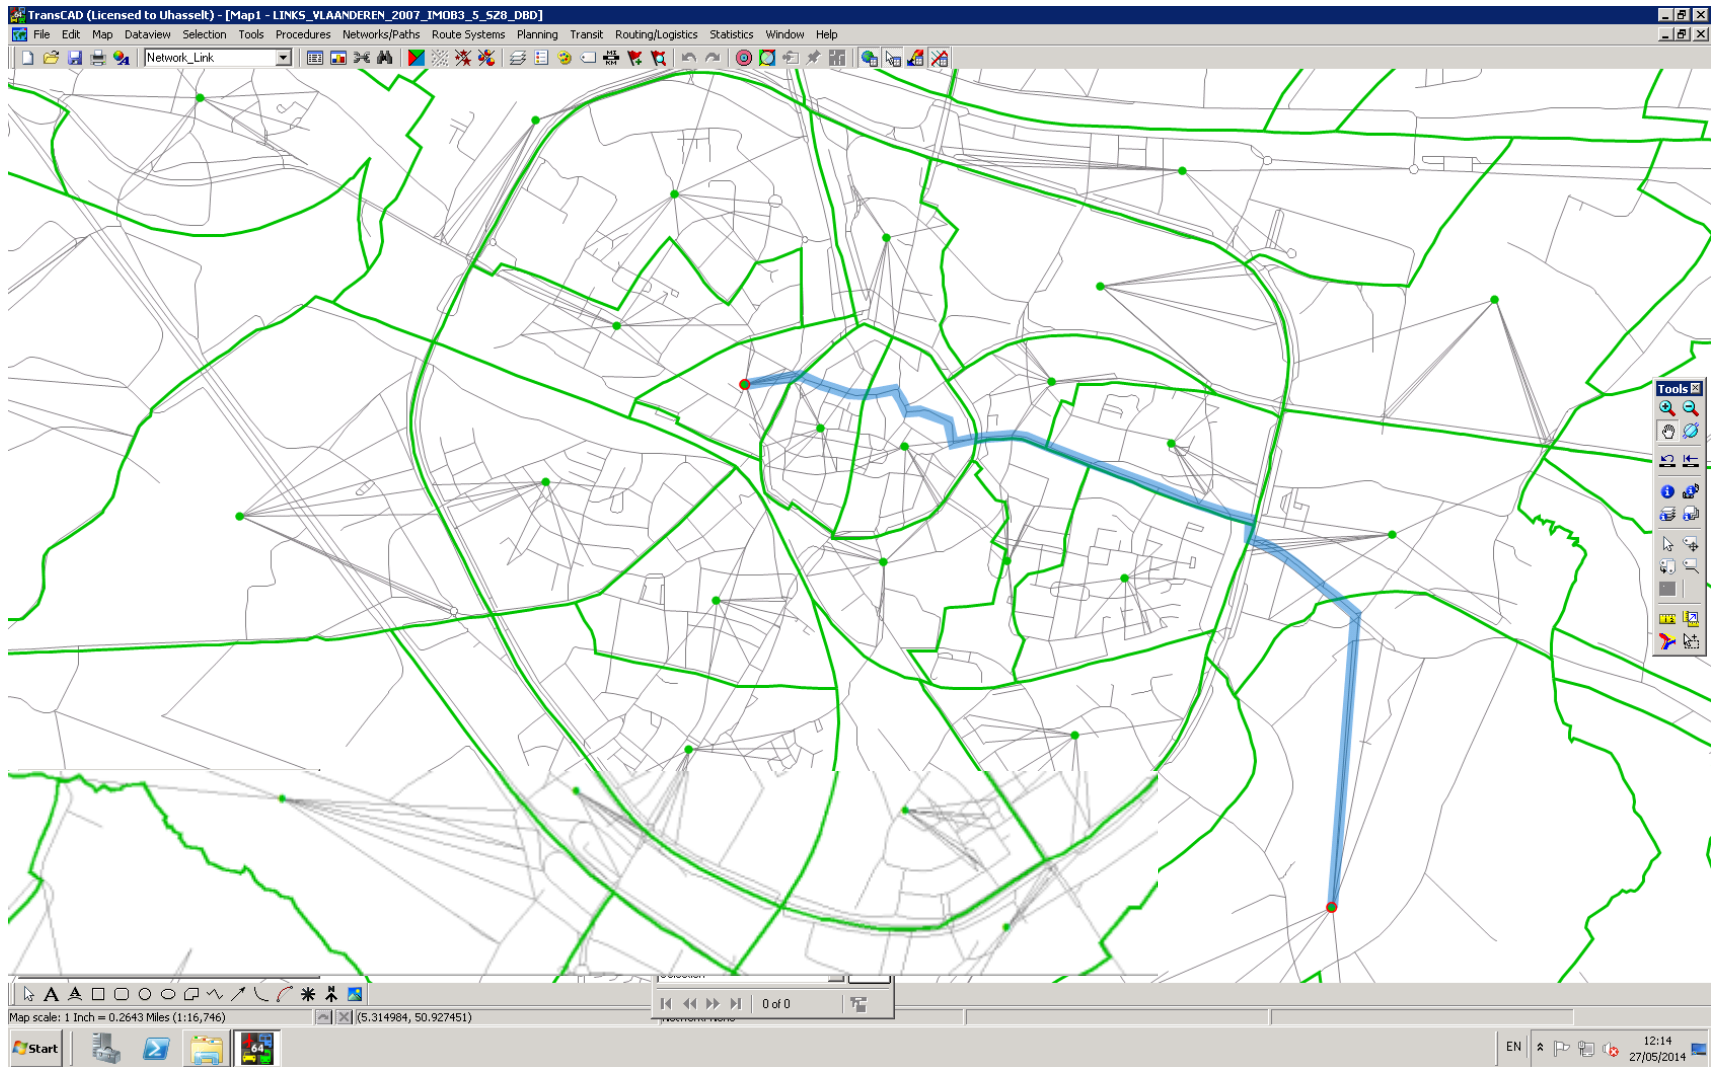 TransCAD (Licensed to Uhasselt) - [Map1 - LINKS_VLAANDEREN_2007_IMOB3_5_SZ8_DBD]
File Edit Map Dataview Selection Tools Procedures Networks/Paths Route Systems Planning Transit Routing/Logistics Statistics Window Help
Network_Link
Tools
0 of 0
Map scale: 1 Inch = 0.2643 Miles (1:16,746) (5.314984, 50.927451)
Start 64 EN 12:14
27/05/2014